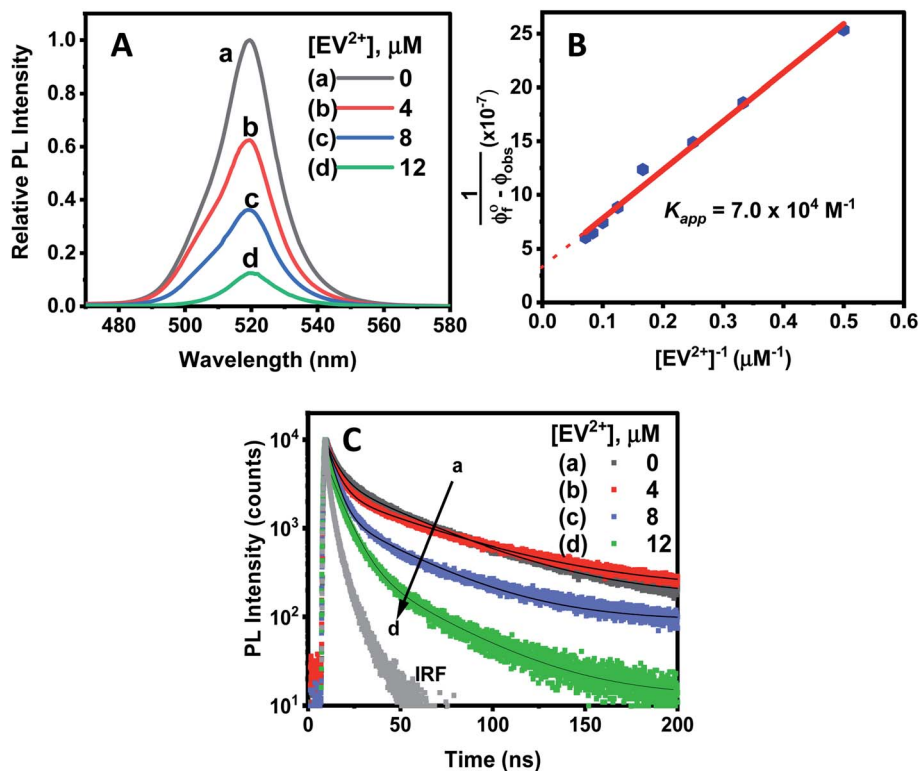 A
[EV²⁺], μM
(a) 0
(b) 4
(c) 8
(d) 12
a
b
c
d
Relative PL Intensity
1.0
0.8
0.6
0.4
0.2
0.0
480 500 520 540 560 580
Wavelength (nm)
B
1 / (ϕ_f^o - ϕ_obs) (x10⁻⁷)
25
20
15
10
5
0
K_app = 7.0 x 10⁴ M⁻¹
0.0 0.1 0.2 0.3 0.4 0.5 0.6
[EV²⁺]⁻¹ (μM⁻¹)
C
[EV²⁺], μM
(a) 0
(b) 4
(c) 8
(d) 12
a
d
IRF
PL Intensity (counts)
10⁴
10³
10²
10¹
0 50 100 150 200
Time (ns)